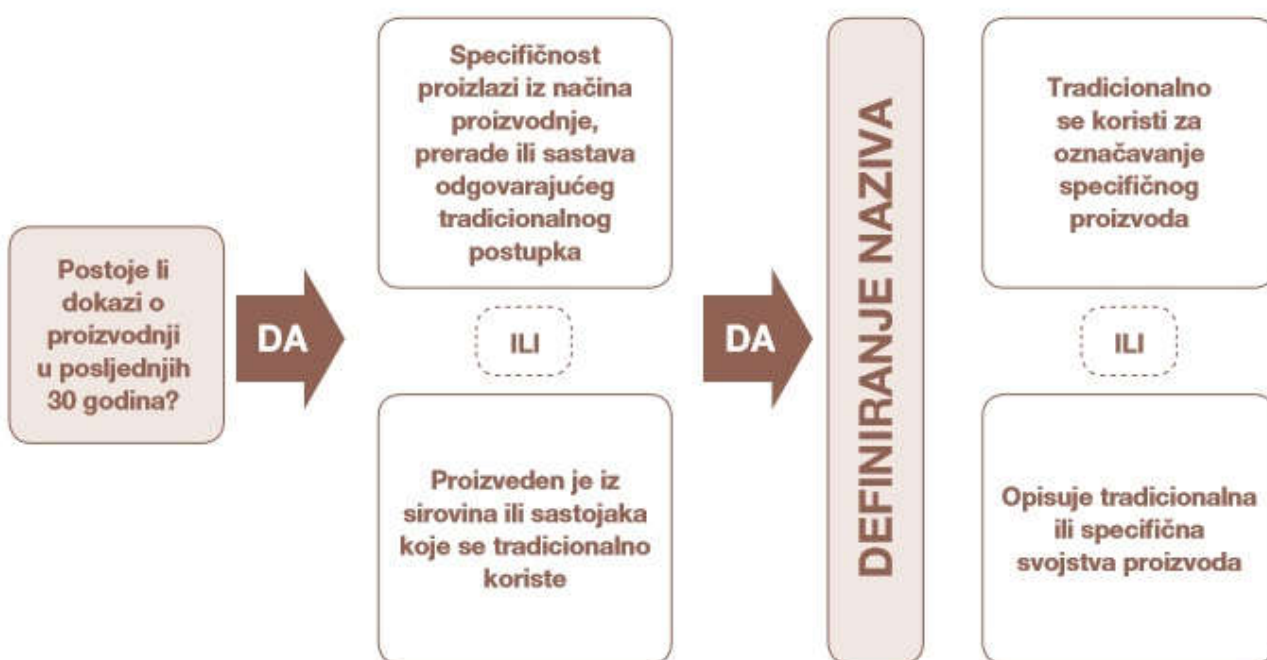 Postoje li
dokazi o
proizvodnji
u posljednjih
30 godina?
DA
Specifičnost
proizlazi iz načina
proizvodnje,
prerade ili sastava
odgovarajućeg
tradicionalnog
postupka
ILI
Proizveden je iz
sirovina ili sastojaka
koje se tradicionalno
koriste
DA
DEFINIRANJE NAZIVA
Tradicionalno
se koristi za
označavanje
specifičnog
proizvoda
ILI
Opisuje tradicionalna
ili specifična
svojstva proizvoda